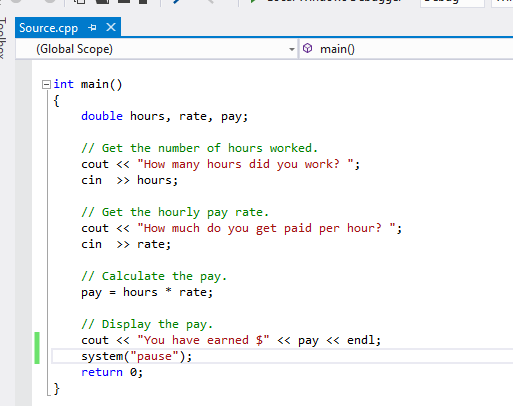 Source.cpp
Toolbox
(Global Scope) main()
int main()
{
    double hours, rate, pay;

    // Get the number of hours worked.
    cout << "How many hours did you work? ";
    cin  >> hours;

    // Get the hourly pay rate.
    cout << "How much do you get paid per hour? ";
    cin  >> rate;

    // Calculate the pay.
    pay = hours * rate;

    // Display the pay.
    cout << "You have earned $" << pay << endl;
    system("pause");
    return 0;
}